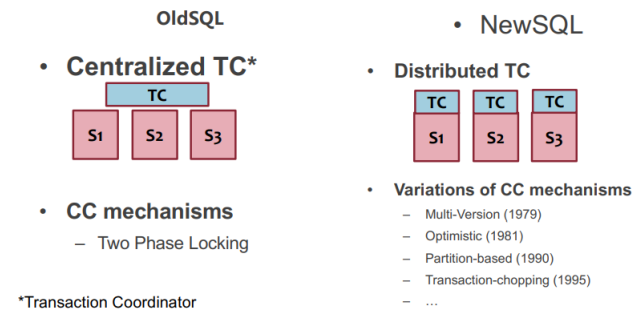 OldSQL
• Centralized TC*
TC
S1 S2 S3
• CC mechanisms
– Two Phase Locking
*Transaction Coordinator
• NewSQL
• Distributed TC
TC TC TC
S1 S2 S3
• Variations of CC mechanisms
– Multi-Version (1979)
– Optimistic (1981)
– Partition-based (1990)
– Transaction-chopping (1995)
– …